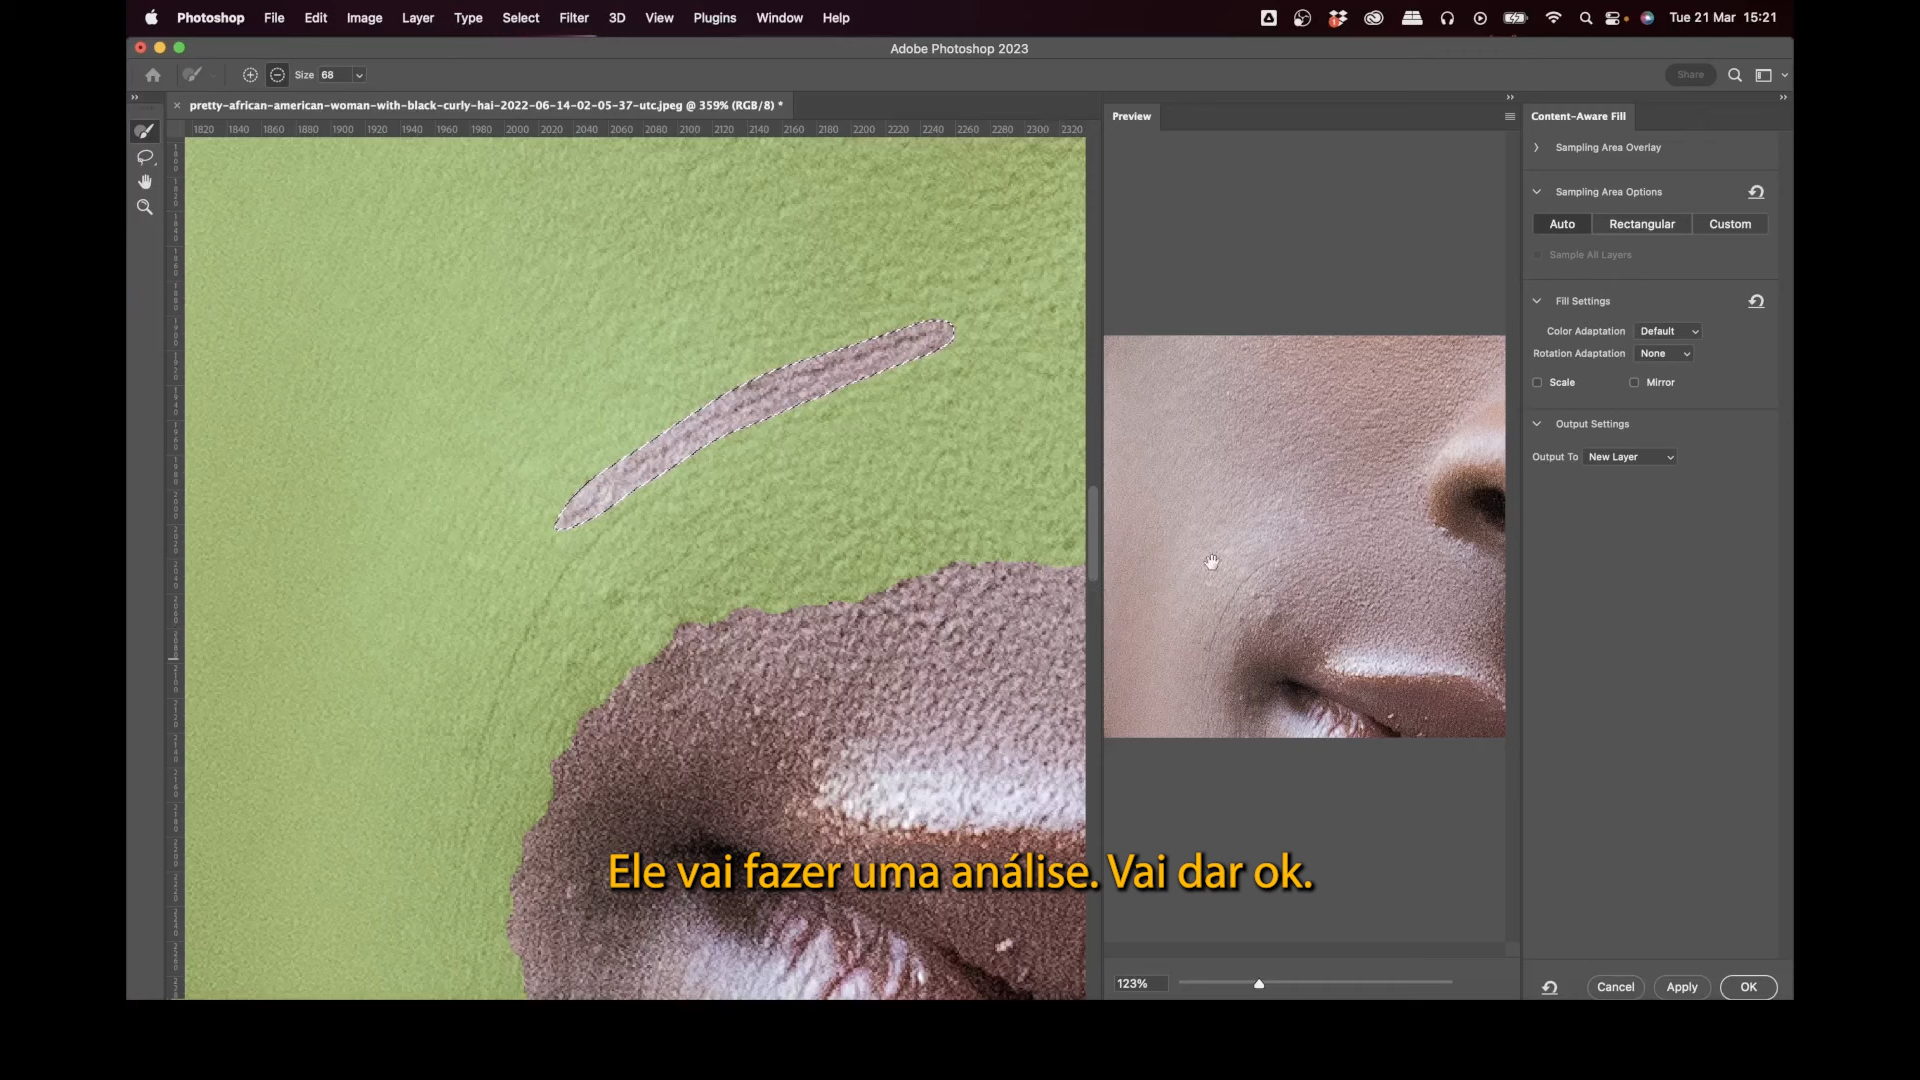 Photoshop File Edit Image Layer Type Select Filter 3D View Plugins Window Help Tue 21 Mar 15:21
Adobe Photoshop 2023
Size 68 Share
pretty-african-american-woman-with-black-curly-hai-2022-06-14-02-05-37-utc.jpeg @ 359% (RGB/8) *
1820 1840 1860 1880 1900 1920 1940 1960 1980 2000 2020 2040 2060 2080 2100 2120 2140 2160 2180 2200 2220 2240 2260 2280 2300 2320
Preview
Content-Aware Fill
Sampling Area Overlay
Sampling Area Options
Auto Rectangular Custom
Sample All Layers
Fill Settings
Color Adaptation Default
Rotation Adaptation None
Scale Mirror
Output Settings
Output To New Layer
Ele vai fazer uma análise. Vai dar ok.
123%
Cancel Apply OK